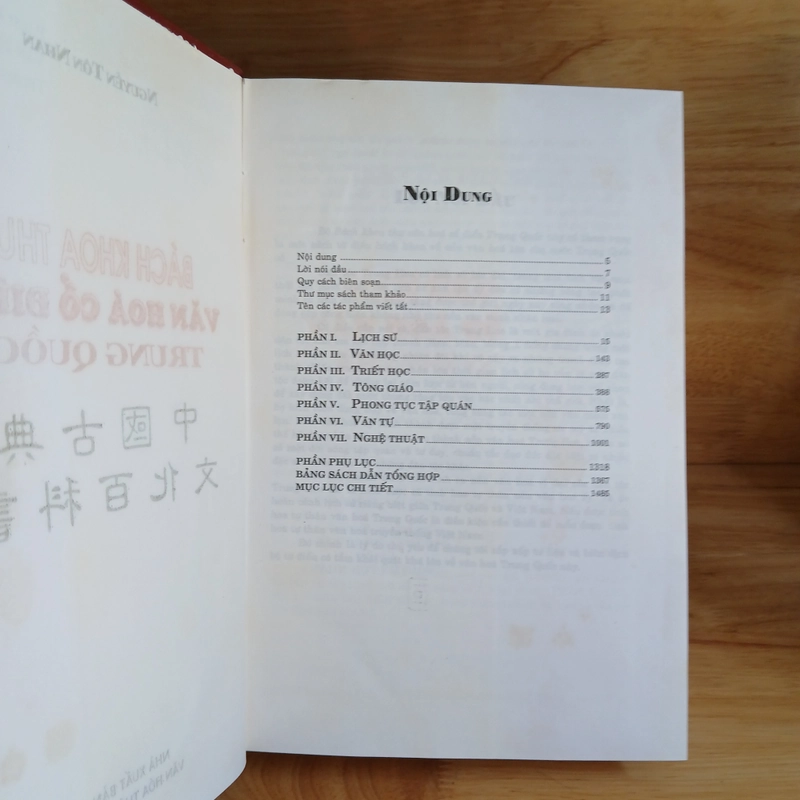 NGUYỄN TÔN NHAN
BÁCH KHOA THƯ
VĂN HOÁ CỔ ĐIỂN
TRUNG QUỐC
中國古典
文化百科書
NHÀ XUẤT BẢN
NỘI DUNG
Nội dung 5
Lời nói đầu 7
Quy cách biên soạn 9
Thư mục sách tham khảo 11
Tên các tác phẩm viết tắt 13
PHẦN I. LỊCH SỬ 15
PHẦN II. VĂN HỌC 143
PHẦN III. TRIẾT HỌC 287
PHẦN IV. TÔNG GIÁO
PHẦN V. PHONG TỤC TẬP QUÁN 575
PHẦN VI. VĂN TỰ 790
PHẦN VII. NGHỆ THUẬT
PHẦN PHỤ LỤC 1318
BẢNG SÁCH DẪN TỔNG HỢP 1367
MỤC LỤC CHI TIẾT 1485